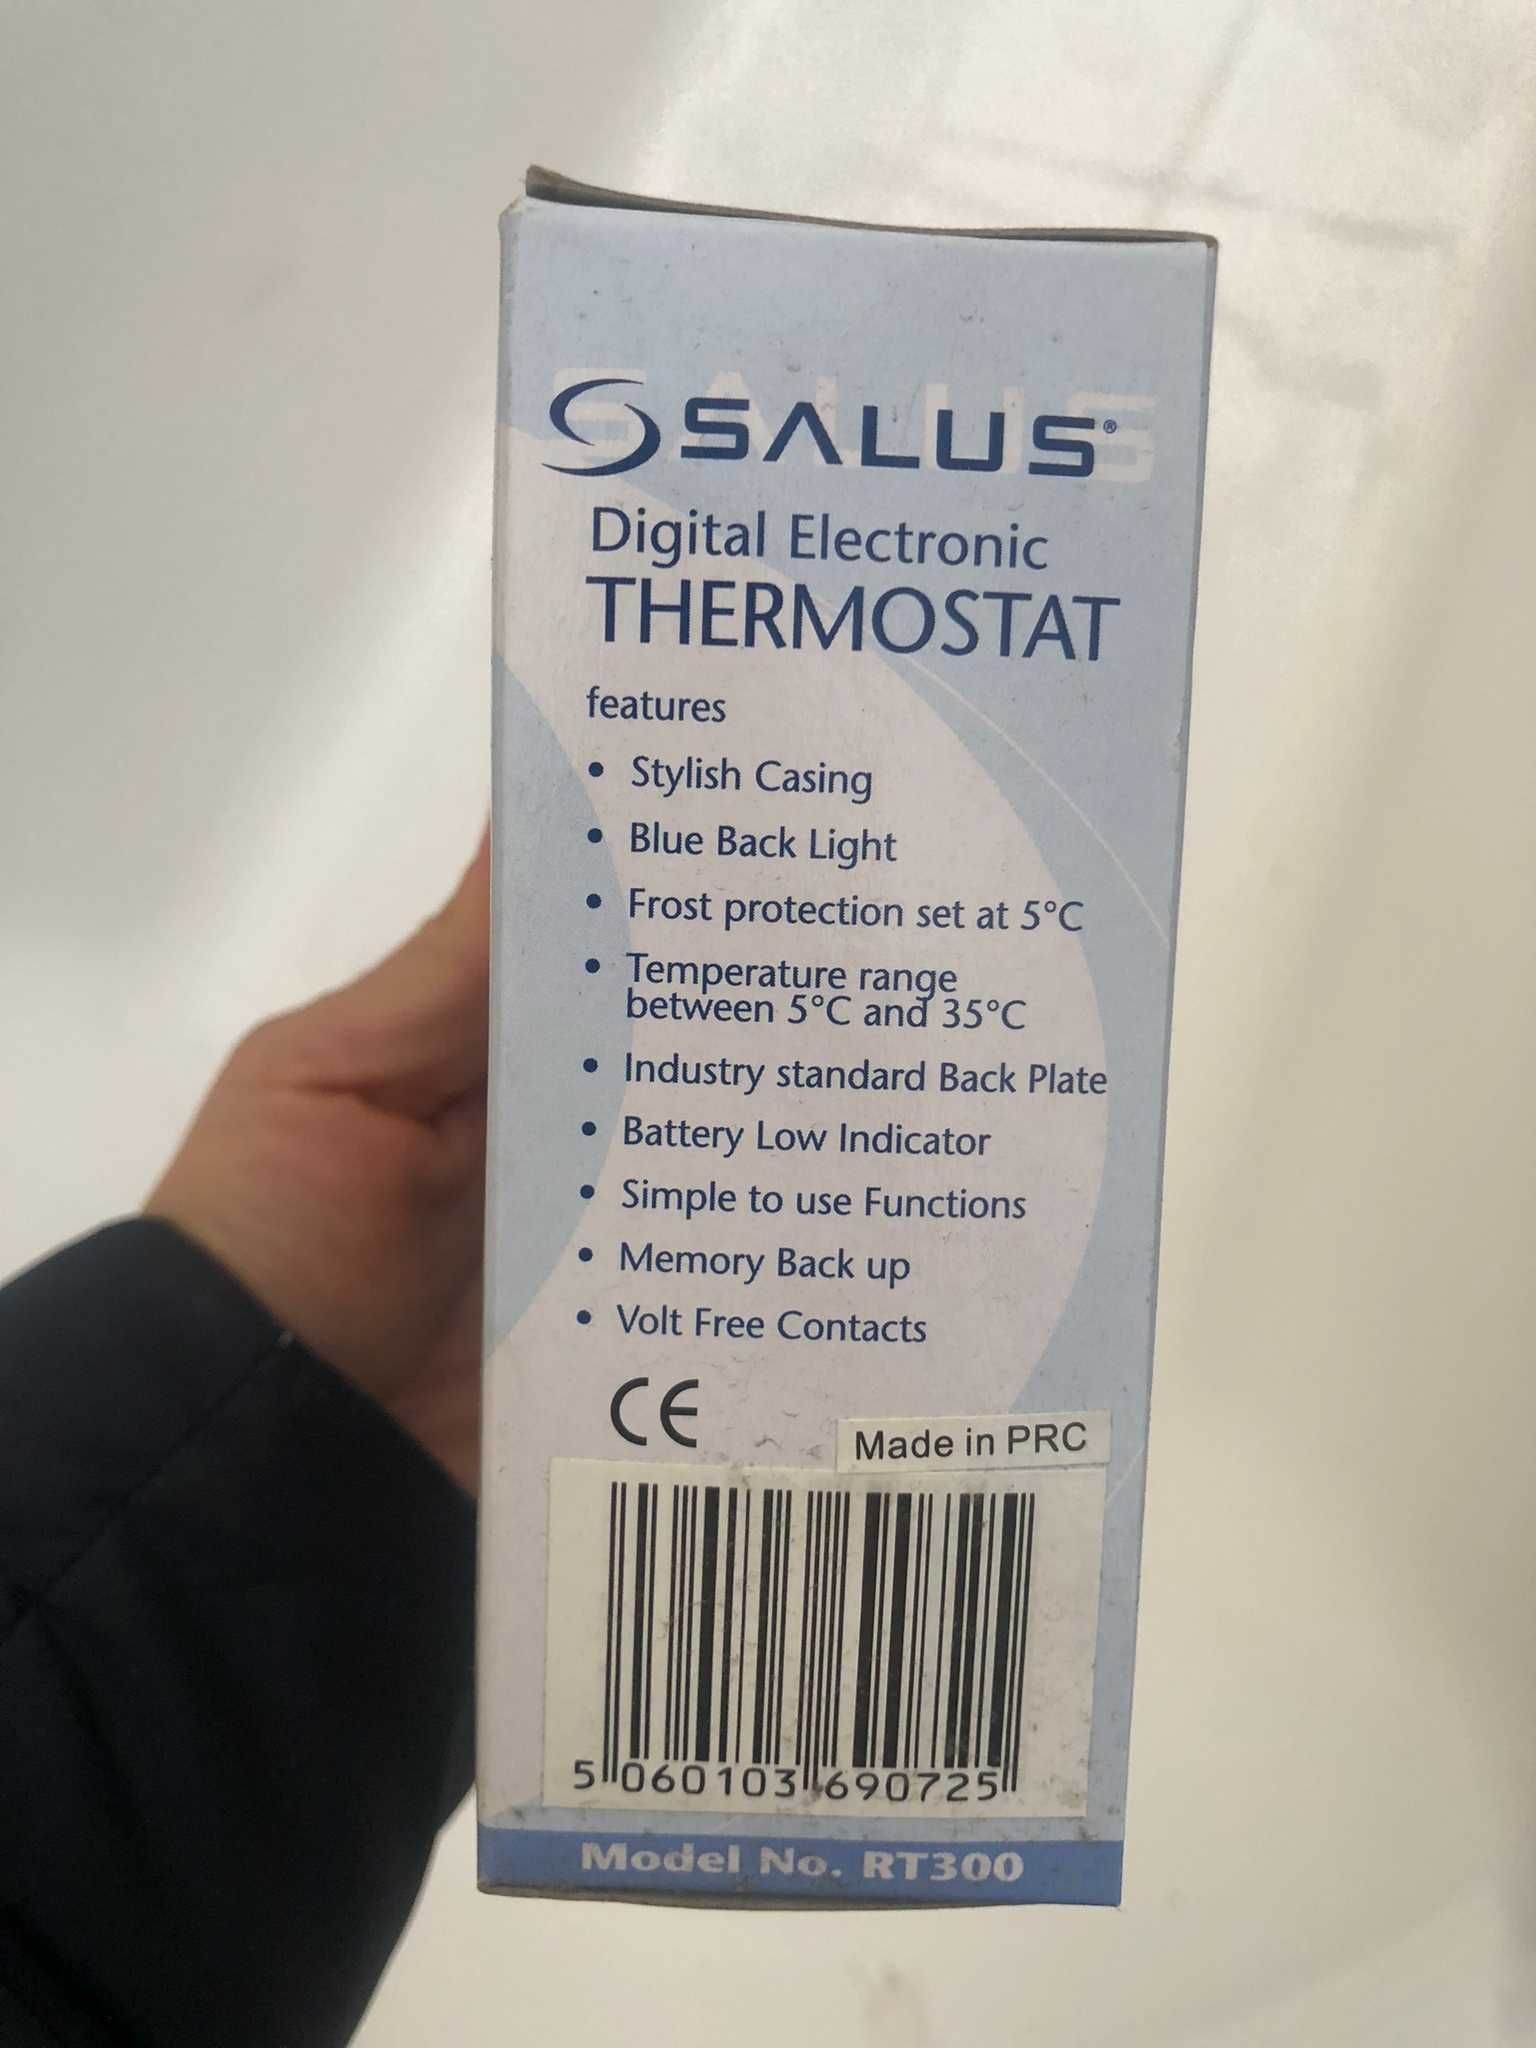 SALUS
SALUS®
Digital Electronic
THERMOSTAT
features
• Stylish Casing
• Blue Back Light
• Frost protection set at 5°C
• Temperature range
between 5°C and 35°C
• Industry standard Back Plate
• Battery Low Indicator
• Simple to use Functions
• Memory Back up
• Volt Free Contacts
CE
Made in PRC
5 060103 690725
Model No. RT300